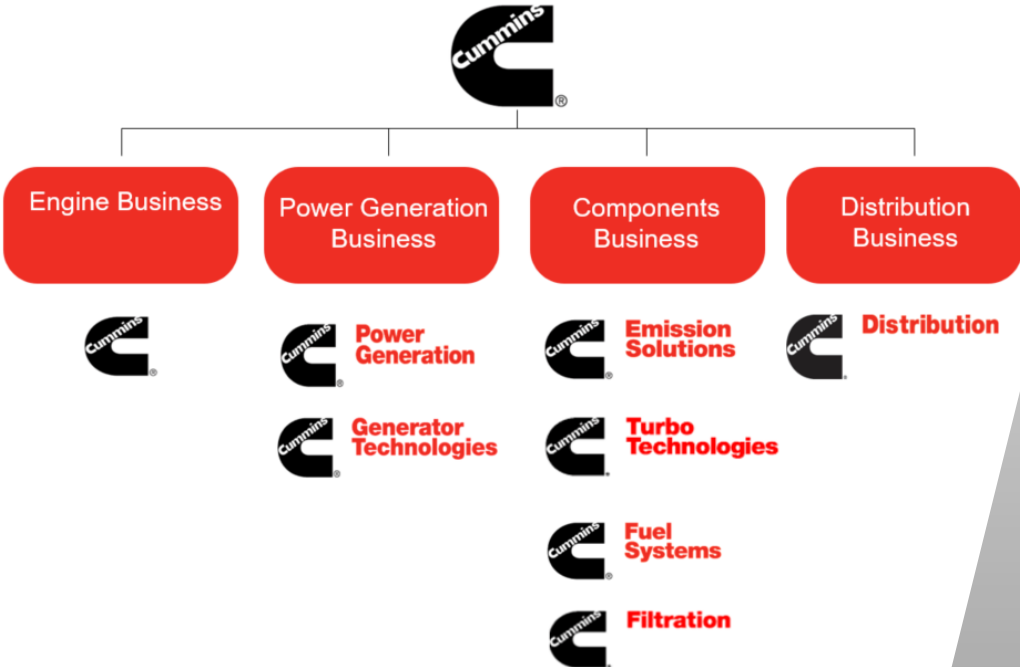 Cummins
®
Engine Business
Power Generation
Business
Components
Business
Distribution
Business
Cummins
®
Cummins
®
Power
Generation
Cummins
®
Generator
Technologies
Cummins
®
Emission
Solutions
Cummins
Turbo
Technologies
Cummins
®
Fuel
Systems
Cummins
Filtration
Cummins
Distribution